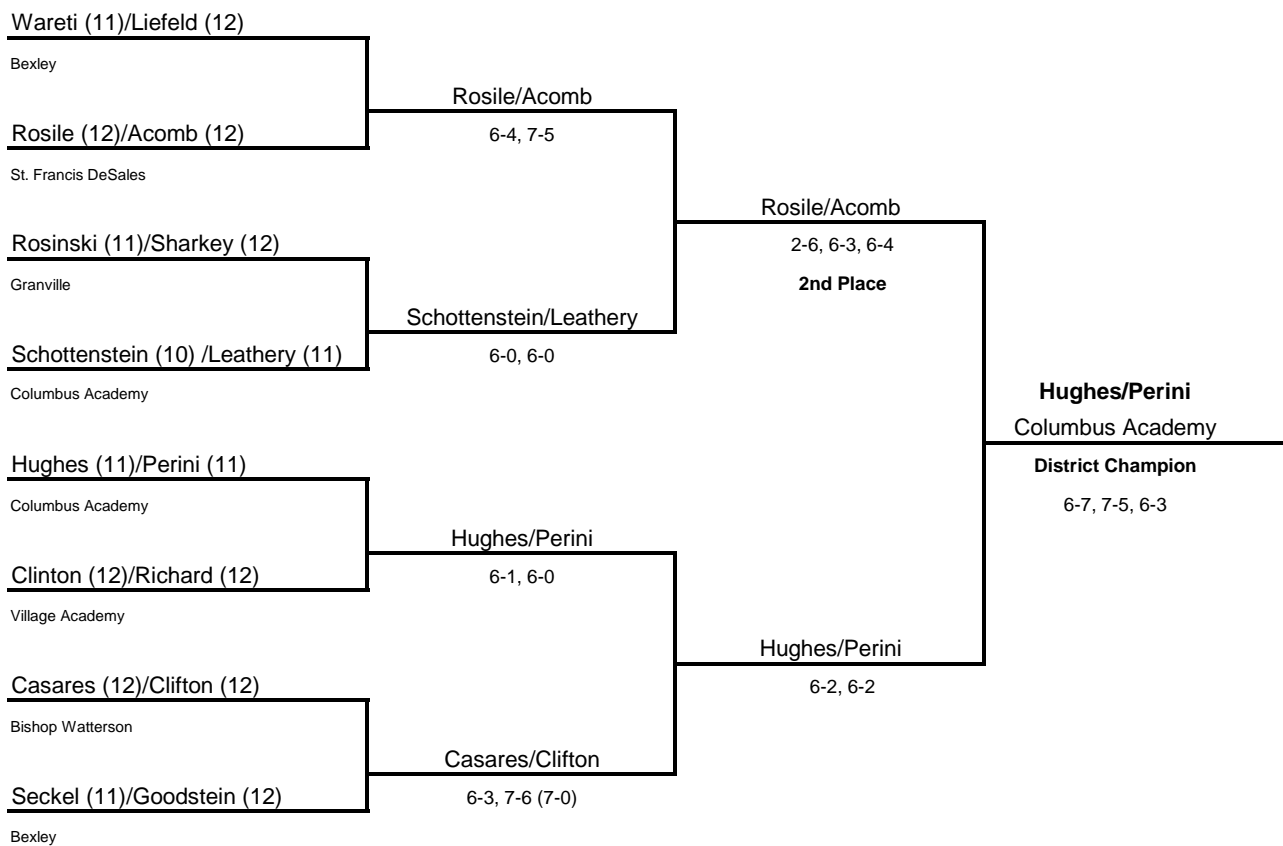 Wareti (11)/Liefeld (12)
Bexley
Rosile/Acomb
Rosile (12)/Acomb (12)
6-4, 7-5
St. Francis DeSales
Rosile/Acomb
Rosinski (11)/Sharkey (12)
2-6, 6-3, 6-4
Granville
2nd Place
Schottenstein/Leathery
Schottenstein (10) /Leathery (11)
6-0, 6-0
Columbus Academy
Hughes/Perini
Columbus Academy
Hughes (11)/Perini (11)
District Champion
Columbus Academy
6-7, 7-5, 6-3
Hughes/Perini
Clinton (12)/Richard (12)
6-1, 6-0
Village Academy
Hughes/Perini
Casares (12)/Clifton (12)
6-2, 6-2
Bishop Watterson
Casares/Clifton
Seckel (11)/Goodstein (12)
6-3, 7-6 (7-0)
Bexley